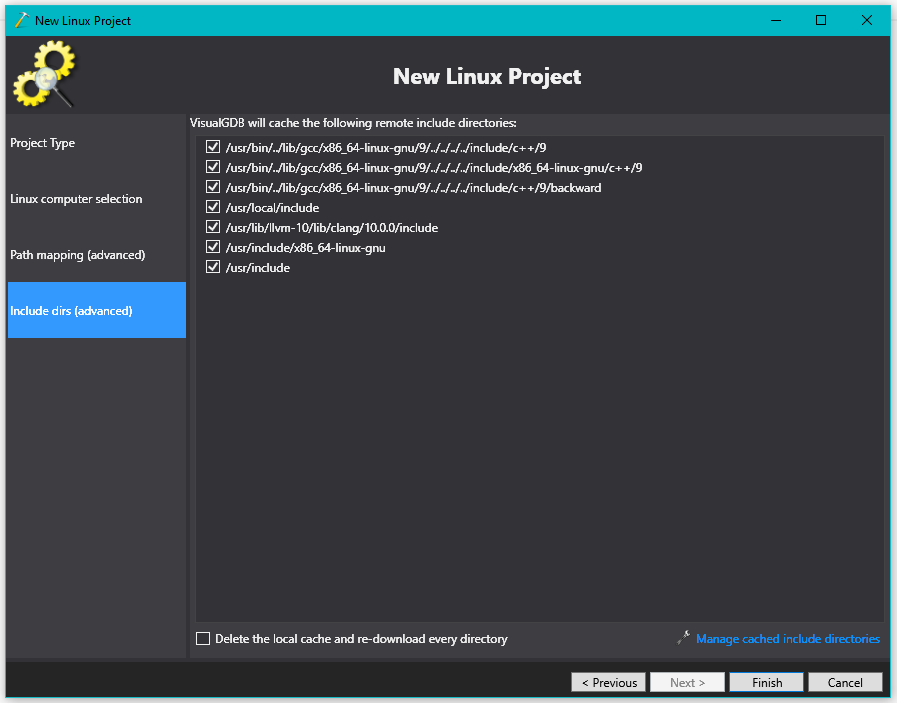 New Linux Project
New Linux Project
Project Type
Linux computer selection
Path mapping (advanced)
Include dirs (advanced)
VisualGDB will cache the following remote include directories:
/usr/bin/../lib/gcc/x86_64-linux-gnu/9/../../../../include/c++/9
/usr/bin/../lib/gcc/x86_64-linux-gnu/9/../../../../include/x86_64-linux-gnu/c++/9
/usr/bin/../lib/gcc/x86_64-linux-gnu/9/../../../../include/c++/9/backward
/usr/local/include
/usr/lib/llvm-10/lib/clang/10.0.0/include
/usr/include/x86_64-linux-gnu
/usr/include
Delete the local cache and re-download every directory
Manage cached include directories
< Previous
Next >
Finish
Cancel